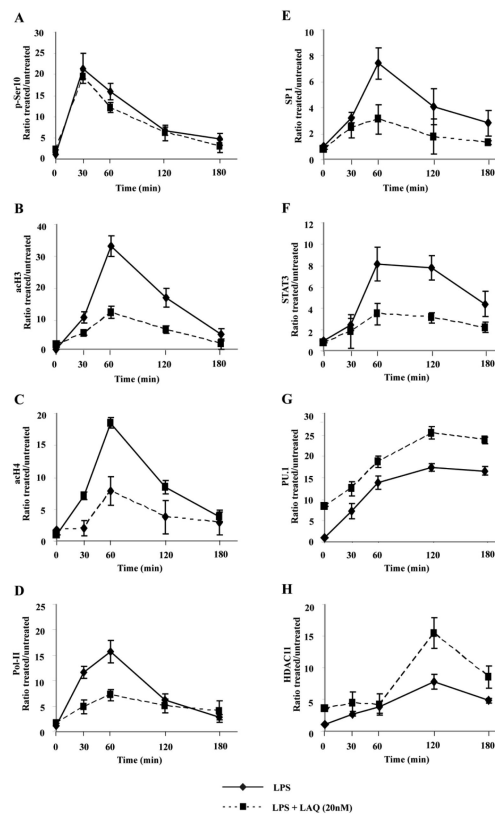 A
p-Ser10
Ratio treated/untreated
30
25
20
15
10
5
0
0 30 60 120 180
Time (min)
B
acH3
Ratio treated/untreated
40
30
20
10
0
0 30 60 120 180
Time (min)
C
acH4
Ratio treated/untreated
20
15
10
5
0
0 30 60 120 180
Time (min)
D
Pol-II
Ratio treated/untreated
25
20
15
10
5
0
0 30 60 120 180
Time (min)
E
SP 1
Ratio treated/untreated
10
8
6
4
2
0
0 30 60 120 180
Time (min)
F
STAT3
Ratio treated/untreated
12
10
8
6
4
2
0
0 30 60 120 180
Time (min)
G
PU.1
Ratio treated/untreated
35
30
25
20
15
10
5
0
0 30 60 120 180
Time (min)
H
HDAC11
Ratio treated/untreated
20
15
10
5
0
0 30 60 120 180
Time (min)
LPS
LPS + LAQ (20nM)